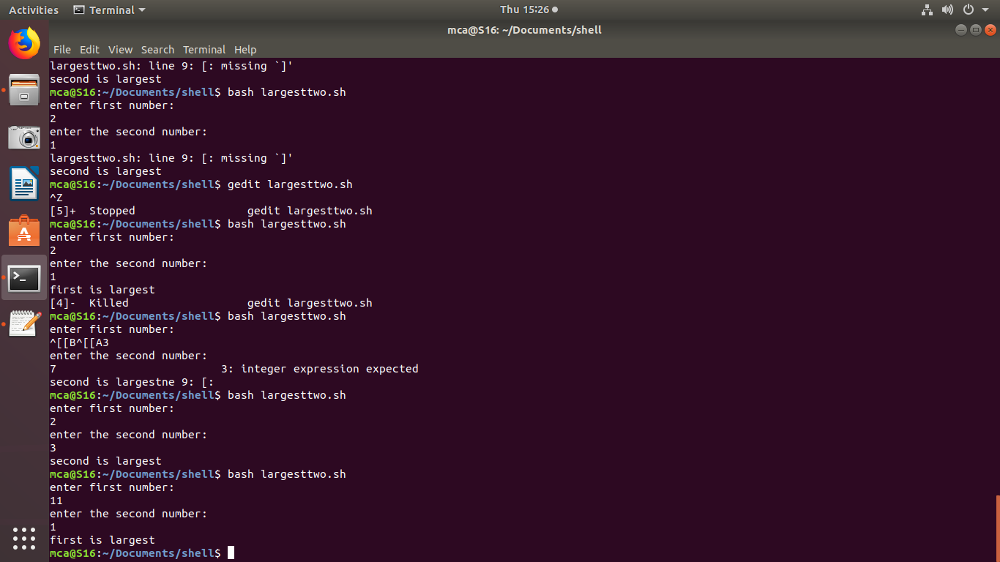 Activities Terminal Thu 15:26
mca@S16: ~/Documents/shell
File Edit View Search Terminal Help
largesttwo.sh: line 9: [: missing `]'
second is largest
mca@S16:~/Documents/shell$ bash largesttwo.sh
enter first number:
2
enter the second number:
1
largesttwo.sh: line 9: [: missing `]'
second is largest
mca@S16:~/Documents/shell$ gedit largesttwo.sh
^Z
[5]+  Stopped                 gedit largesttwo.sh
mca@S16:~/Documents/shell$ bash largesttwo.sh
enter first number:
2
enter the second number:
1
first is largest
[4]-  Killed                  gedit largesttwo.sh
mca@S16:~/Documents/shell$ bash largesttwo.sh
enter first number:
^[[B^[[A3
enter the second number:
7                         3: integer expression expected
second is largestne 9: [:
mca@S16:~/Documents/shell$ bash largesttwo.sh
enter first number:
2
enter the second number:
3
second is largest
mca@S16:~/Documents/shell$ bash largesttwo.sh
enter first number:
11
enter the second number:
1
first is largest
mca@S16:~/Documents/shell$